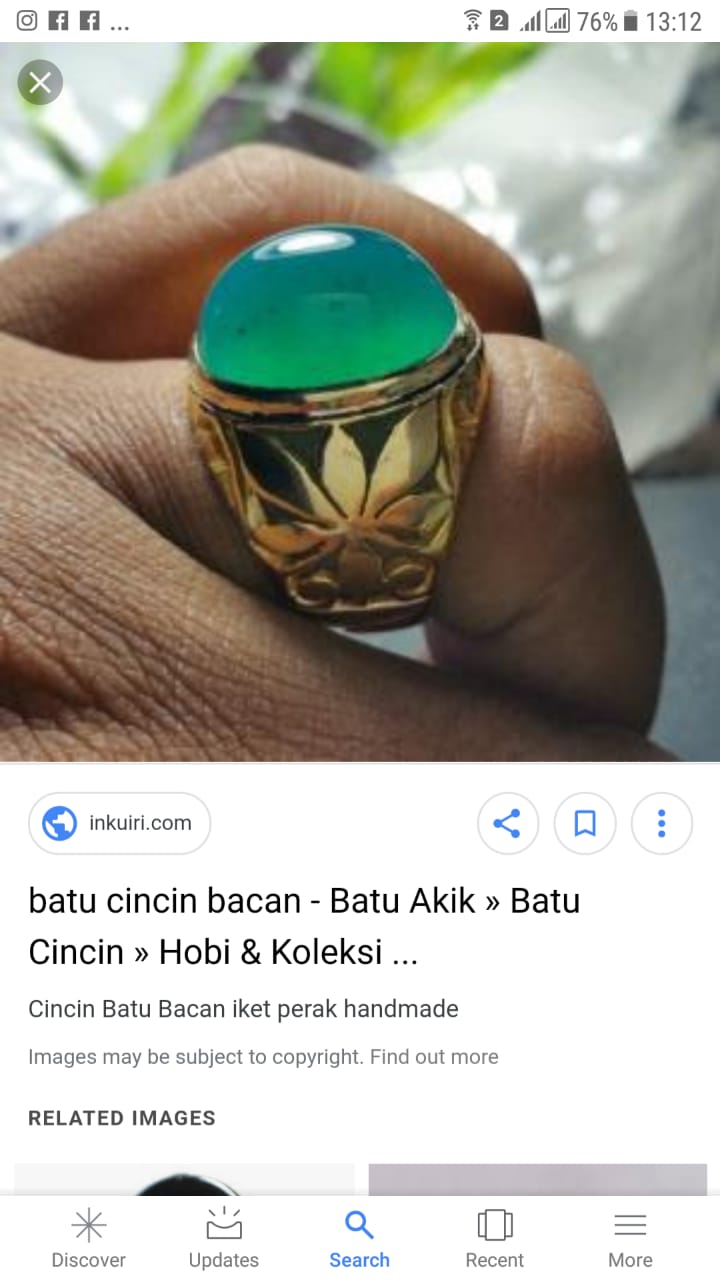 ... 2 76% 13:12
inkuiri.com
batu cincin bacan - Batu Akik » Batu
Cincin » Hobi & Koleksi ...
Cincin Batu Bacan iket perak handmade
Images may be subject to copyright. Find out more
RELATED IMAGES
Discover Updates Search Recent More